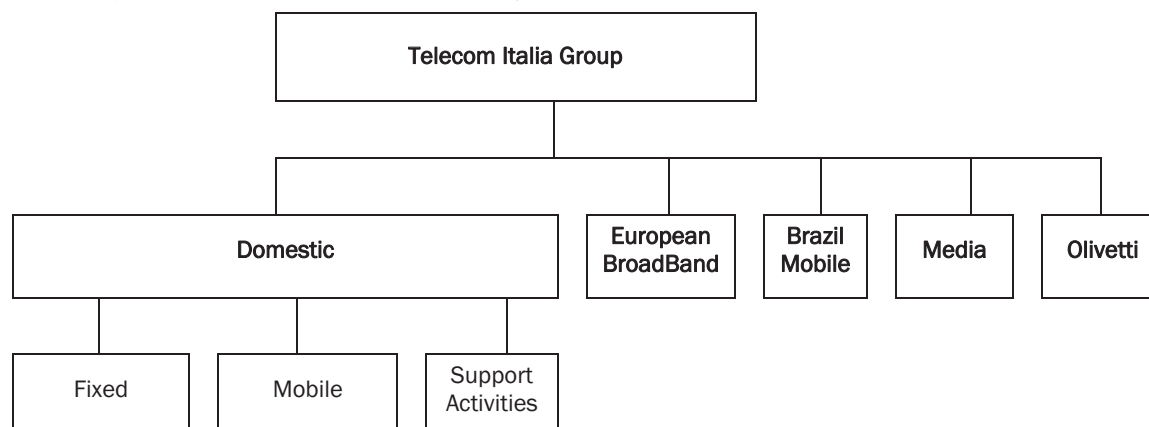 Telecom Italia Group
Domestic
European
BroadBand
Brazil
Mobile
Media
Olivetti
Fixed
Mobile
Support
Activities